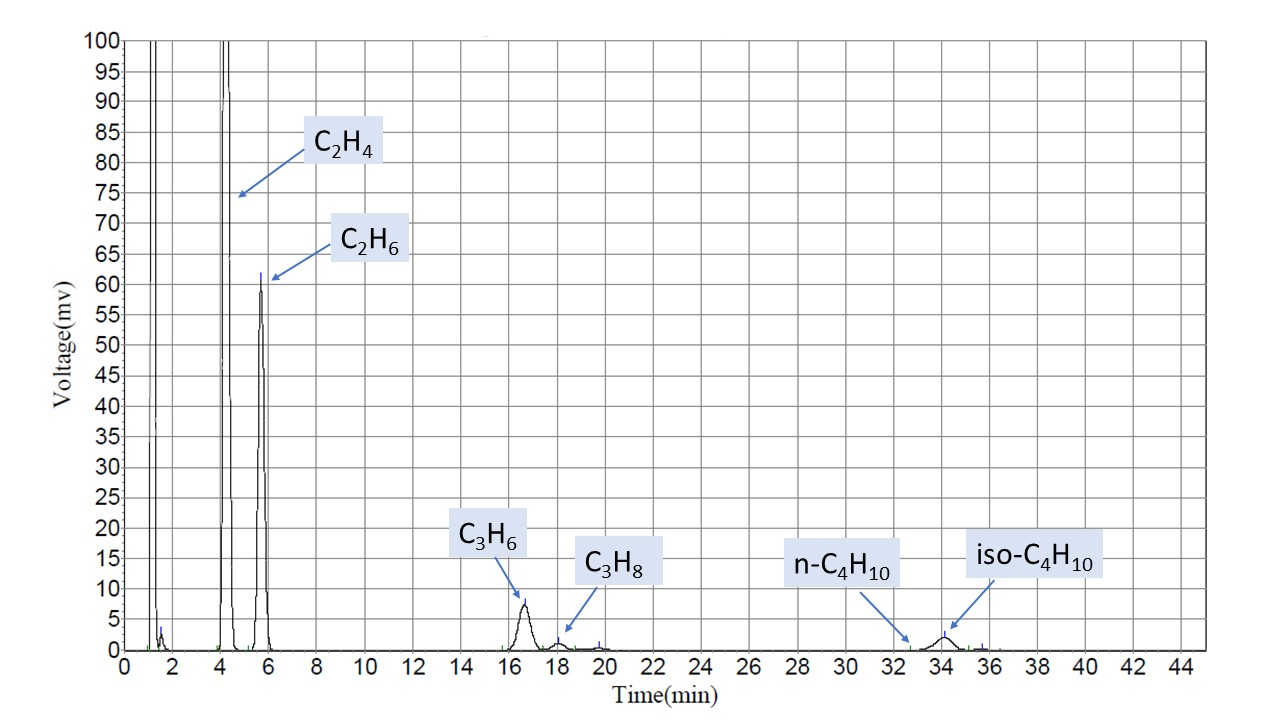 100
95
90
85
80
75
70
65
60
55
50
45
40
35
30
25
20
15
10
5
0
Voltage(mv)
C₂H₄
C₂H₆
C₃H₆
C₃H₈
n-C₄H₁₀
iso-C₄H₁₀
0 2 4 6 8 10 12 14 16 18 20 22 24 26 28 30 32 34 36 38 40 42 44
Time(min)